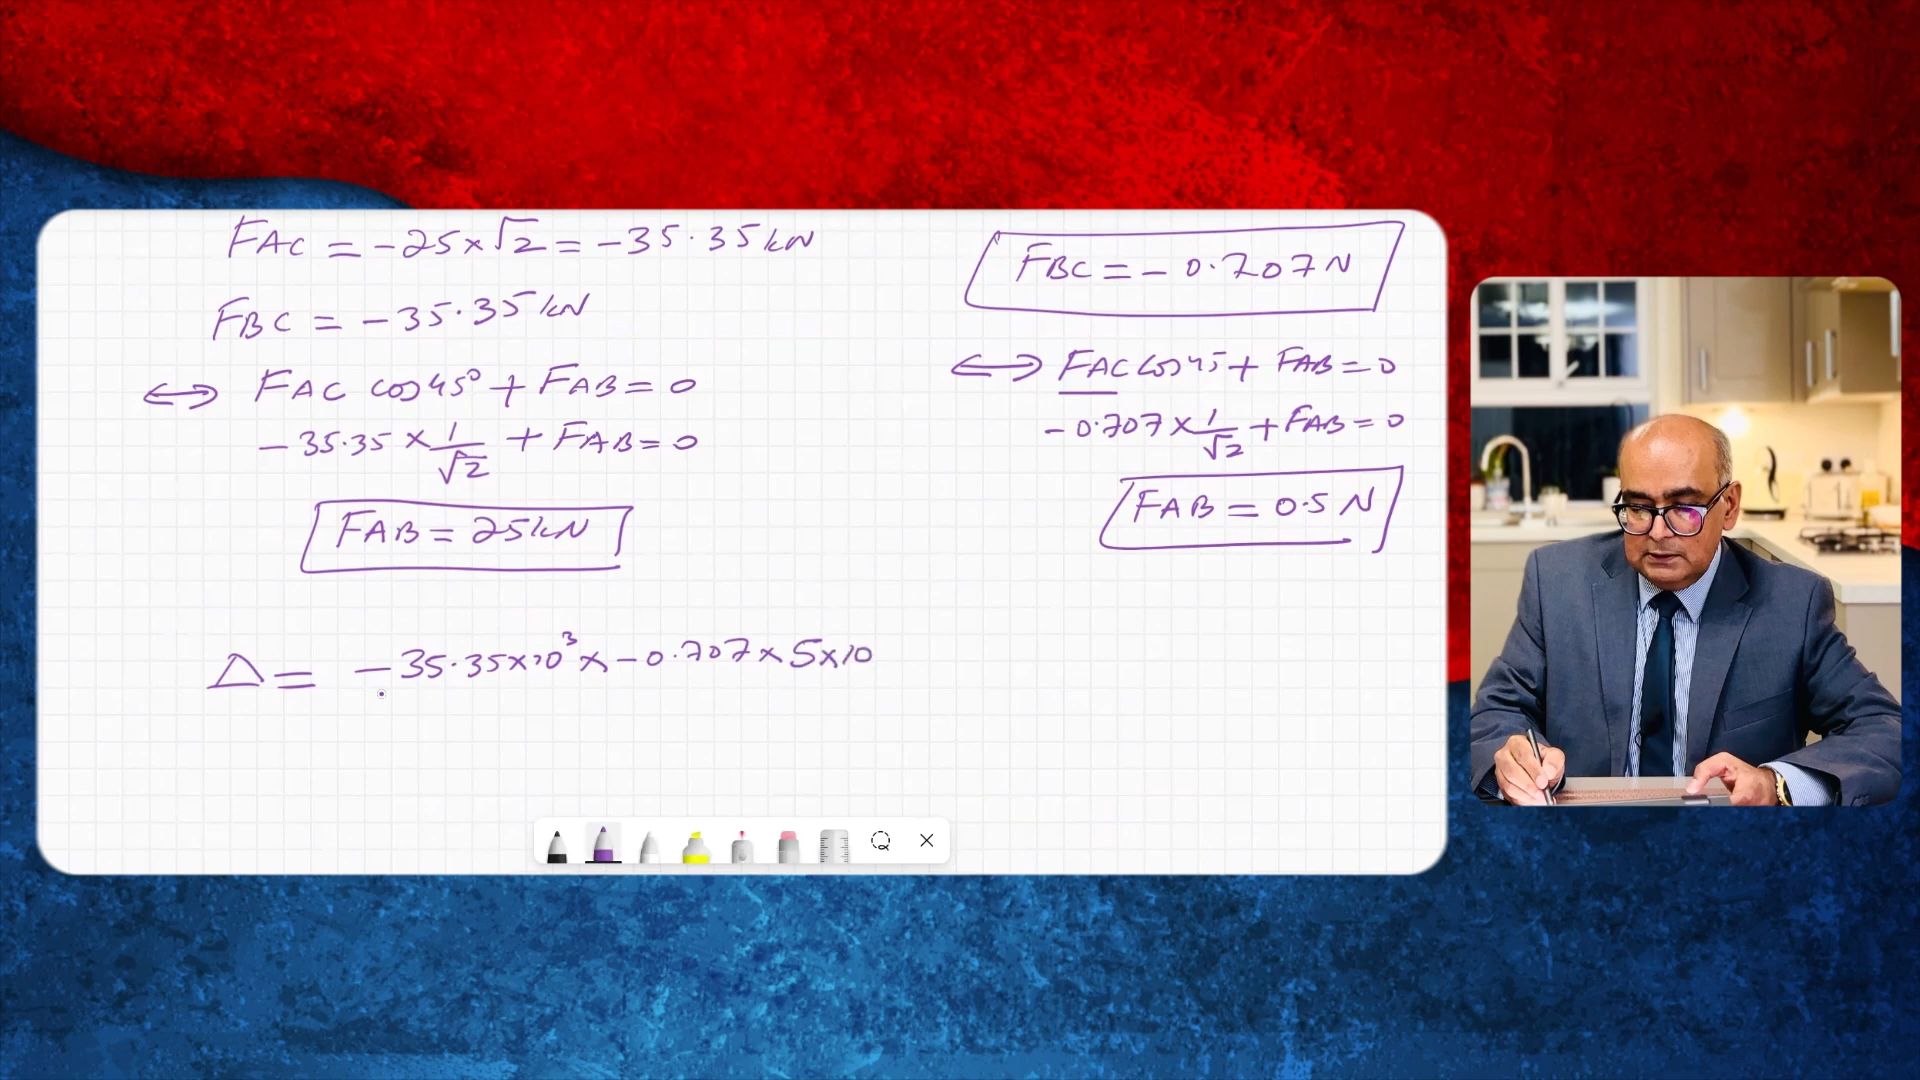 FAC = -25×√2 = -35.35 kN
FBC = -35.35 kN
⟷ FAC cos45° + FAB = 0
-35.35 × 1/√2 + FAB = 0
FAB = 25kN
FBC = -0.707 N
⟷ FAC cos45 + FAB = 0
-0.707 × 1/√2 + FAB = 0
FAB = 0.5 N
Δ = -35.35×10³ × -0.707 × 5×10